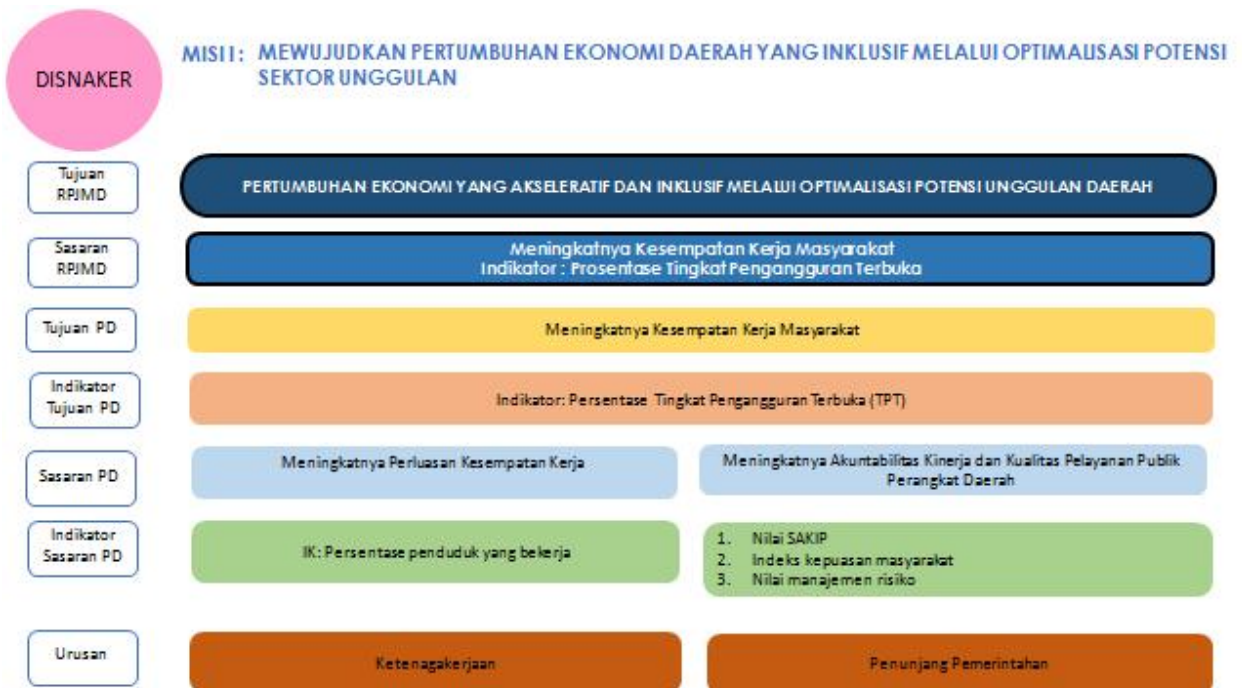 DISNAKER
MISI I: MEWUJUDKAN PERTUMBUHAN EKONOMI DAERAH YANG INKLUSIF MELALUI OPTIMALISASI POTENSI
SEKTOR UNGGULAN
Tujuan
RPJMD
PERTUMBUHAN EKONOMI YANG AKSELERATIF DAN INKLUSIF MELALUI OPTIMALISASI POTENSI UNGGULAN DAERAH
Sasaran
RPJMD
Meningkatnya Kesempatan Kerja Masyarakat
Indikator : Prosentase Tingkat Pengangguran Terbuka
Tujuan PD
Meningkatnya Kesempatan Kerja Masyarakat
Indikator
Tujuan PD
Indikator: Persentase Tingkat Pengangguran Terbuka (TPT)
Sasaran PD
Meningkatnya Perluasan Kesempatan Kerja
Meningkatnya Akuntabilitas Kinerja dan Kualitas Pelayanan Publik
Perangkat Daerah
Indikator
Sasaran PD
IK: Persentase penduduk yang bekerja
1. Nilai SAKIP
2. Indeks kepuasan masyarakat
3. Nilai manajemen risiko
Urusan
Ketenagakerjaan
Penunjang Pemerintahan